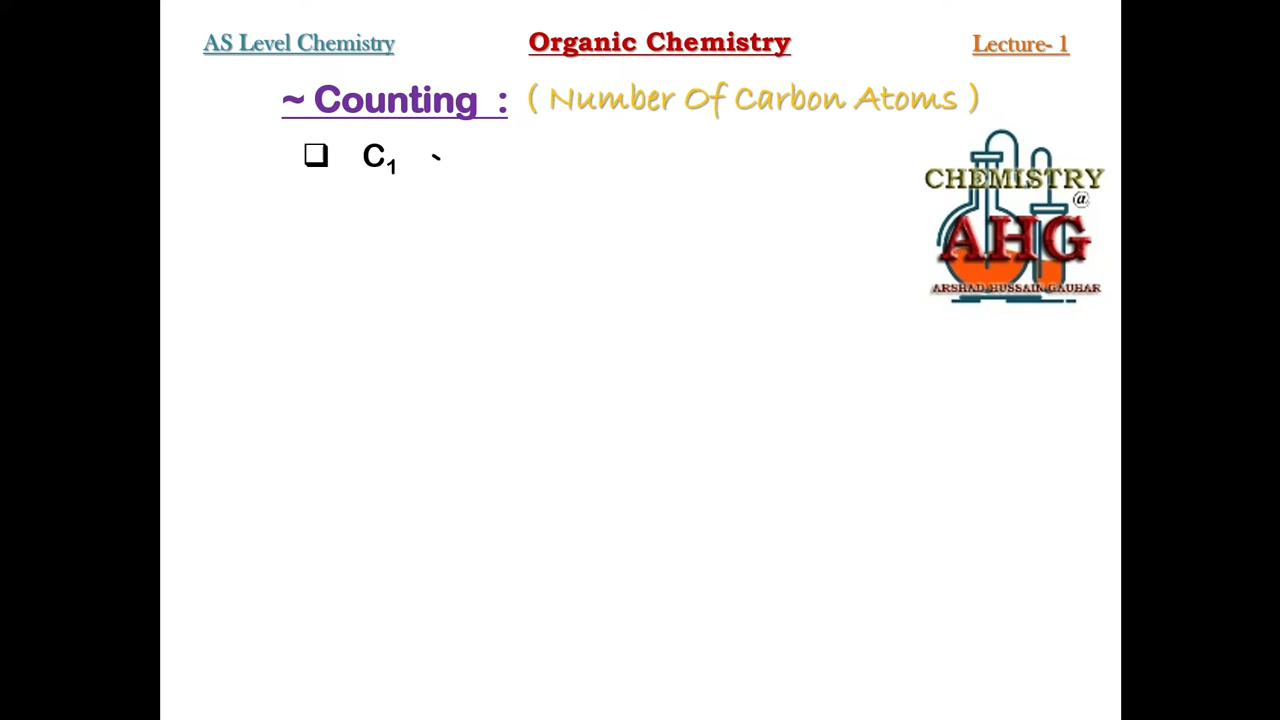 AS Level Chemistry Organic Chemistry Lecture- 1
~ Counting : ( Number Of Carbon Atoms )
❑ C₁
CHEMISTRY
@
AHG
ARSHAD HUSSAIN GAUHAR